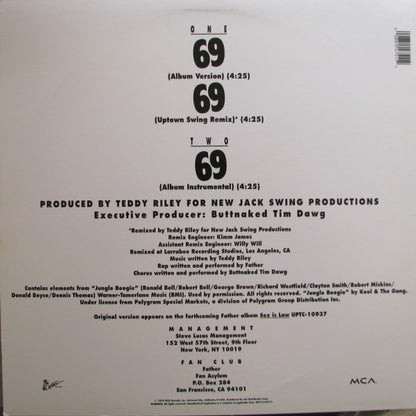 ONE
69
(Album Version) (4:25)
69
(Uptown Swing Remix)* (4:25)
TWO
69
(Album Instrumental) (4:25)
PRODUCED BY TEDDY RILEY FOR NEW JACK SWING PRODUCTIONS
Executive Producer: Buttnaked Tim Dawg
*Remixed by Teddy Riley for New Jack Swing Productions
Remix Engineer: Kimm James
Assistant Remix Engineer: Willy Will
Remixed at Larrabee Recording Studios, Los Angeles, CA
Music written by Teddy Riley
Rap written and performed by Father
Chorus written and performed by Buttnaked Tim Dawg
Contains elements from "Jungle Boogie" (Ronald Bell/Robert Bell/George Brown/Richard Westfield/Clayton Smith/Robert Mickins/
Donald Boyce/Dennis Thomas) Warner-Tamerlane Music (BMI). Used by permission. All rights reserved. "Jungle Boogie" by Kool & The Gang.
Under license from Polygram Special Markets, a division of Polygram Group Distribution Inc.
Original version appears on the forthcoming Father album Sex is Law UPTC-10937
MANAGEMENT
Steve Lucas Management
152 West 57th Street, 9th Floor
New York, NY 10019
FAN CLUB
Father
Fan Asylum
P.O. Box 284
San Francisco, CA 94101
MCA